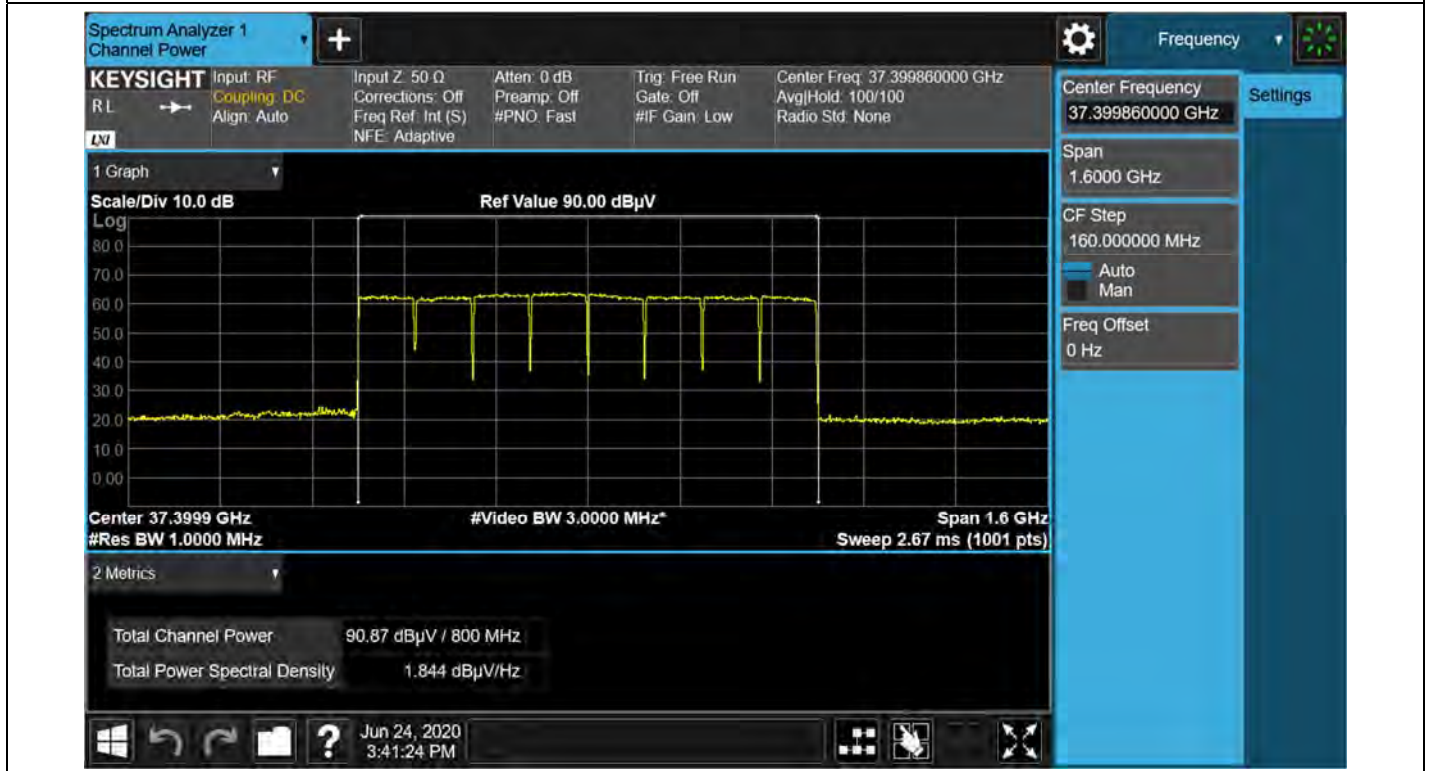 Spectrum Analyzer 1
Channel Power
+
Frequency
KEYSIGHT
R L
LXI
Input: RF
Coupling: DC
Align: Auto
Input Z: 50 Ω
Corrections: Off
Freq Ref: Int (S)
NFE: Adaptive
Atten: 0 dB
Preamp: Off
#PNO: Fast
Trig: Free Run
Gate: Off
#IF Gain: Low
Center Freq: 37.399860000 GHz
Avg|Hold: 100/100
Radio Std: None
Center Frequency
37.399860000 GHz
Settings
Span
1.6000 GHz
CF Step
160.000000 MHz
Auto
Man
Freq Offset
0 Hz
1 Graph
Scale/Div 10.0 dB
Ref Value 90.00 dBµV
Log
80.0
70.0
60.0
50.0
40.0
30.0
20.0
10.0
0.00
Center 37.3999 GHz
#Video BW 3.0000 MHz*
Span 1.6 GHz
#Res BW 1.0000 MHz
Sweep 2.67 ms (1001 pts)
2 Metrics
Total Channel Power
90.87 dBµV / 800 MHz
Total Power Spectral Density
1.844 dBµV/Hz
?
Jun 24, 2020
3:41:24 PM